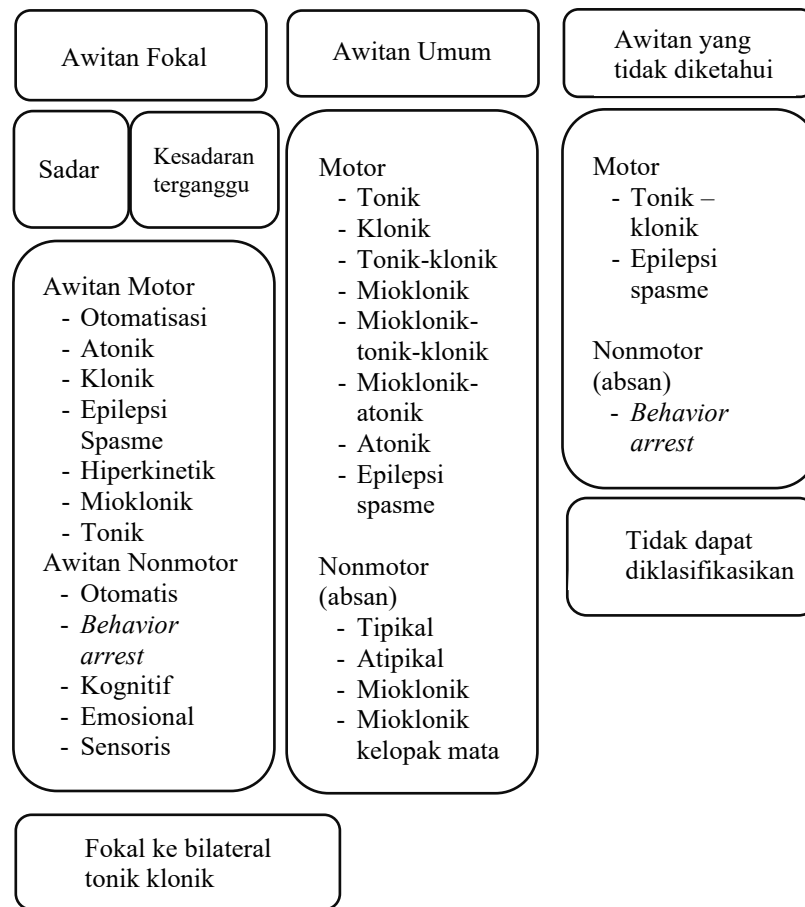 Awitan Fokal
Sadar
Kesadaran
terganggu
Awitan Motor
- Otomatisasi
- Atonik
- Klonik
- Epilepsi
Spasme
- Hiperkinetik
- Mioklonik
- Tonik
Awitan Nonmotor
- Otomatis
- Behavior
arrest
- Kognitif
- Emosional
- Sensoris
Fokal ke bilateral
tonik klonik
Awitan Umum
Motor
- Tonik
- Klonik
- Tonik-klonik
- Mioklonik
- Mioklonik-
tonik-klonik
- Mioklonik-
atonik
- Atonik
- Epilepsi
spasme
Nonmotor
(absan)
- Tipikal
- Atipikal
- Mioklonik
- Mioklonik
kelopak mata
Awitan yang
tidak diketahui
Motor
- Tonik –
klonik
- Epilepsi
spasme
Nonmotor
(absan)
- Behavior
arrest
Tidak dapat
diklasifikasikan